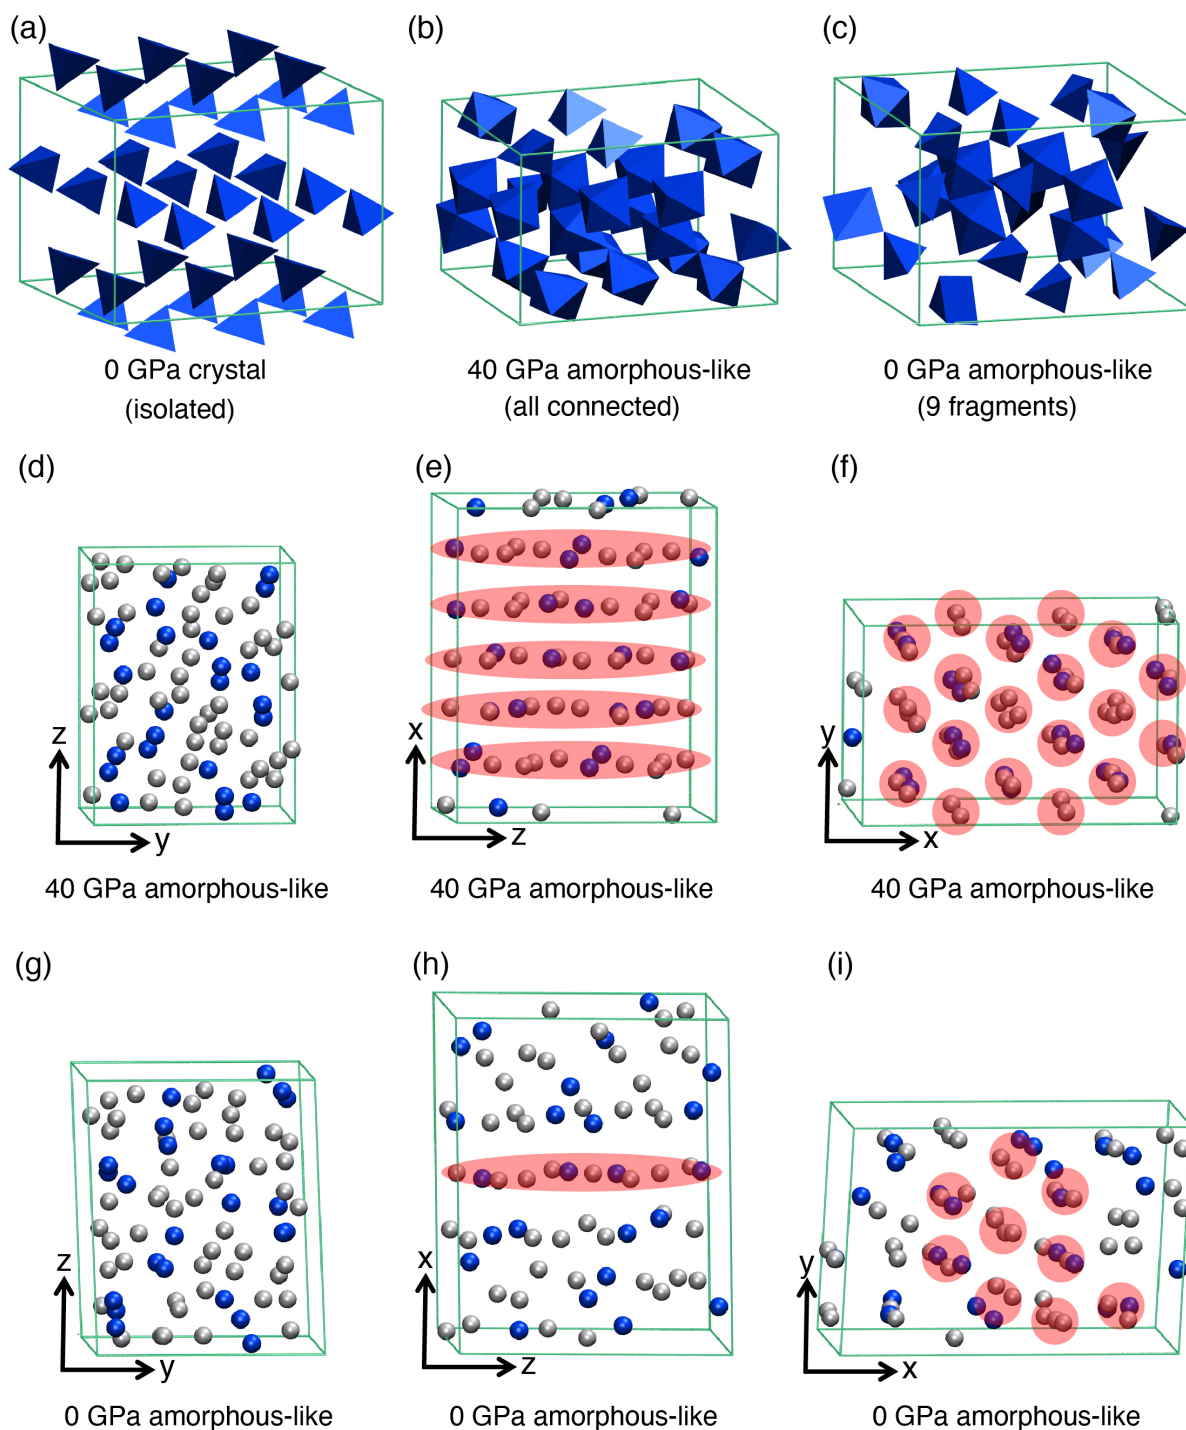 (a)
(b)
(c)
0 GPa crystal
(isolated)
40 GPa amorphous-like
(all connected)
0 GPa amorphous-like
(9 fragments)
(d)
(e)
(f)
z
y
x
z
y
x
40 GPa amorphous-like
40 GPa amorphous-like
40 GPa amorphous-like
(g)
(h)
(i)
z
y
x
z
y
x
0 GPa amorphous-like
0 GPa amorphous-like
0 GPa amorphous-like